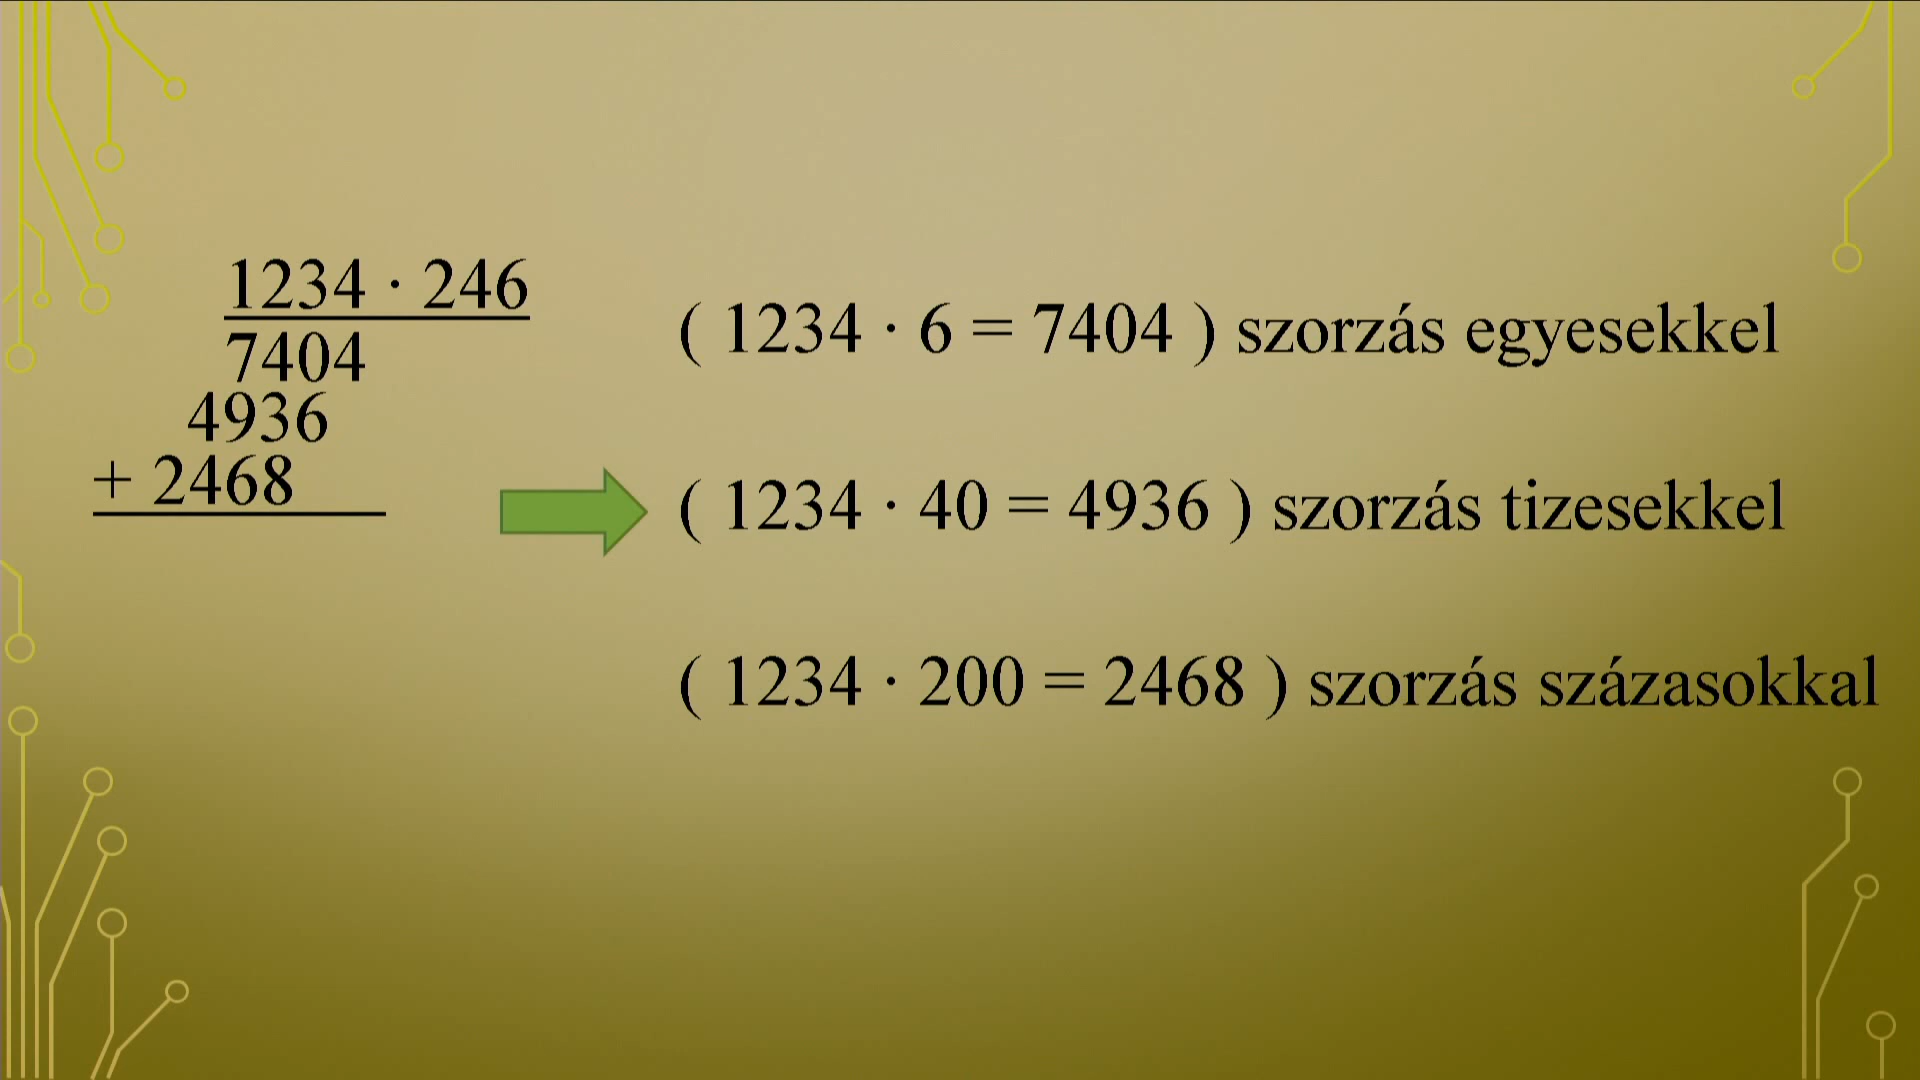 1234 · 246
7404
4936
+ 2468
( 1234 · 6 = 7404 ) szorzás egyesekkel
( 1234 · 40 = 4936 ) szorzás tizesekkel
( 1234 · 200 = 2468 ) szorzás százasokkal